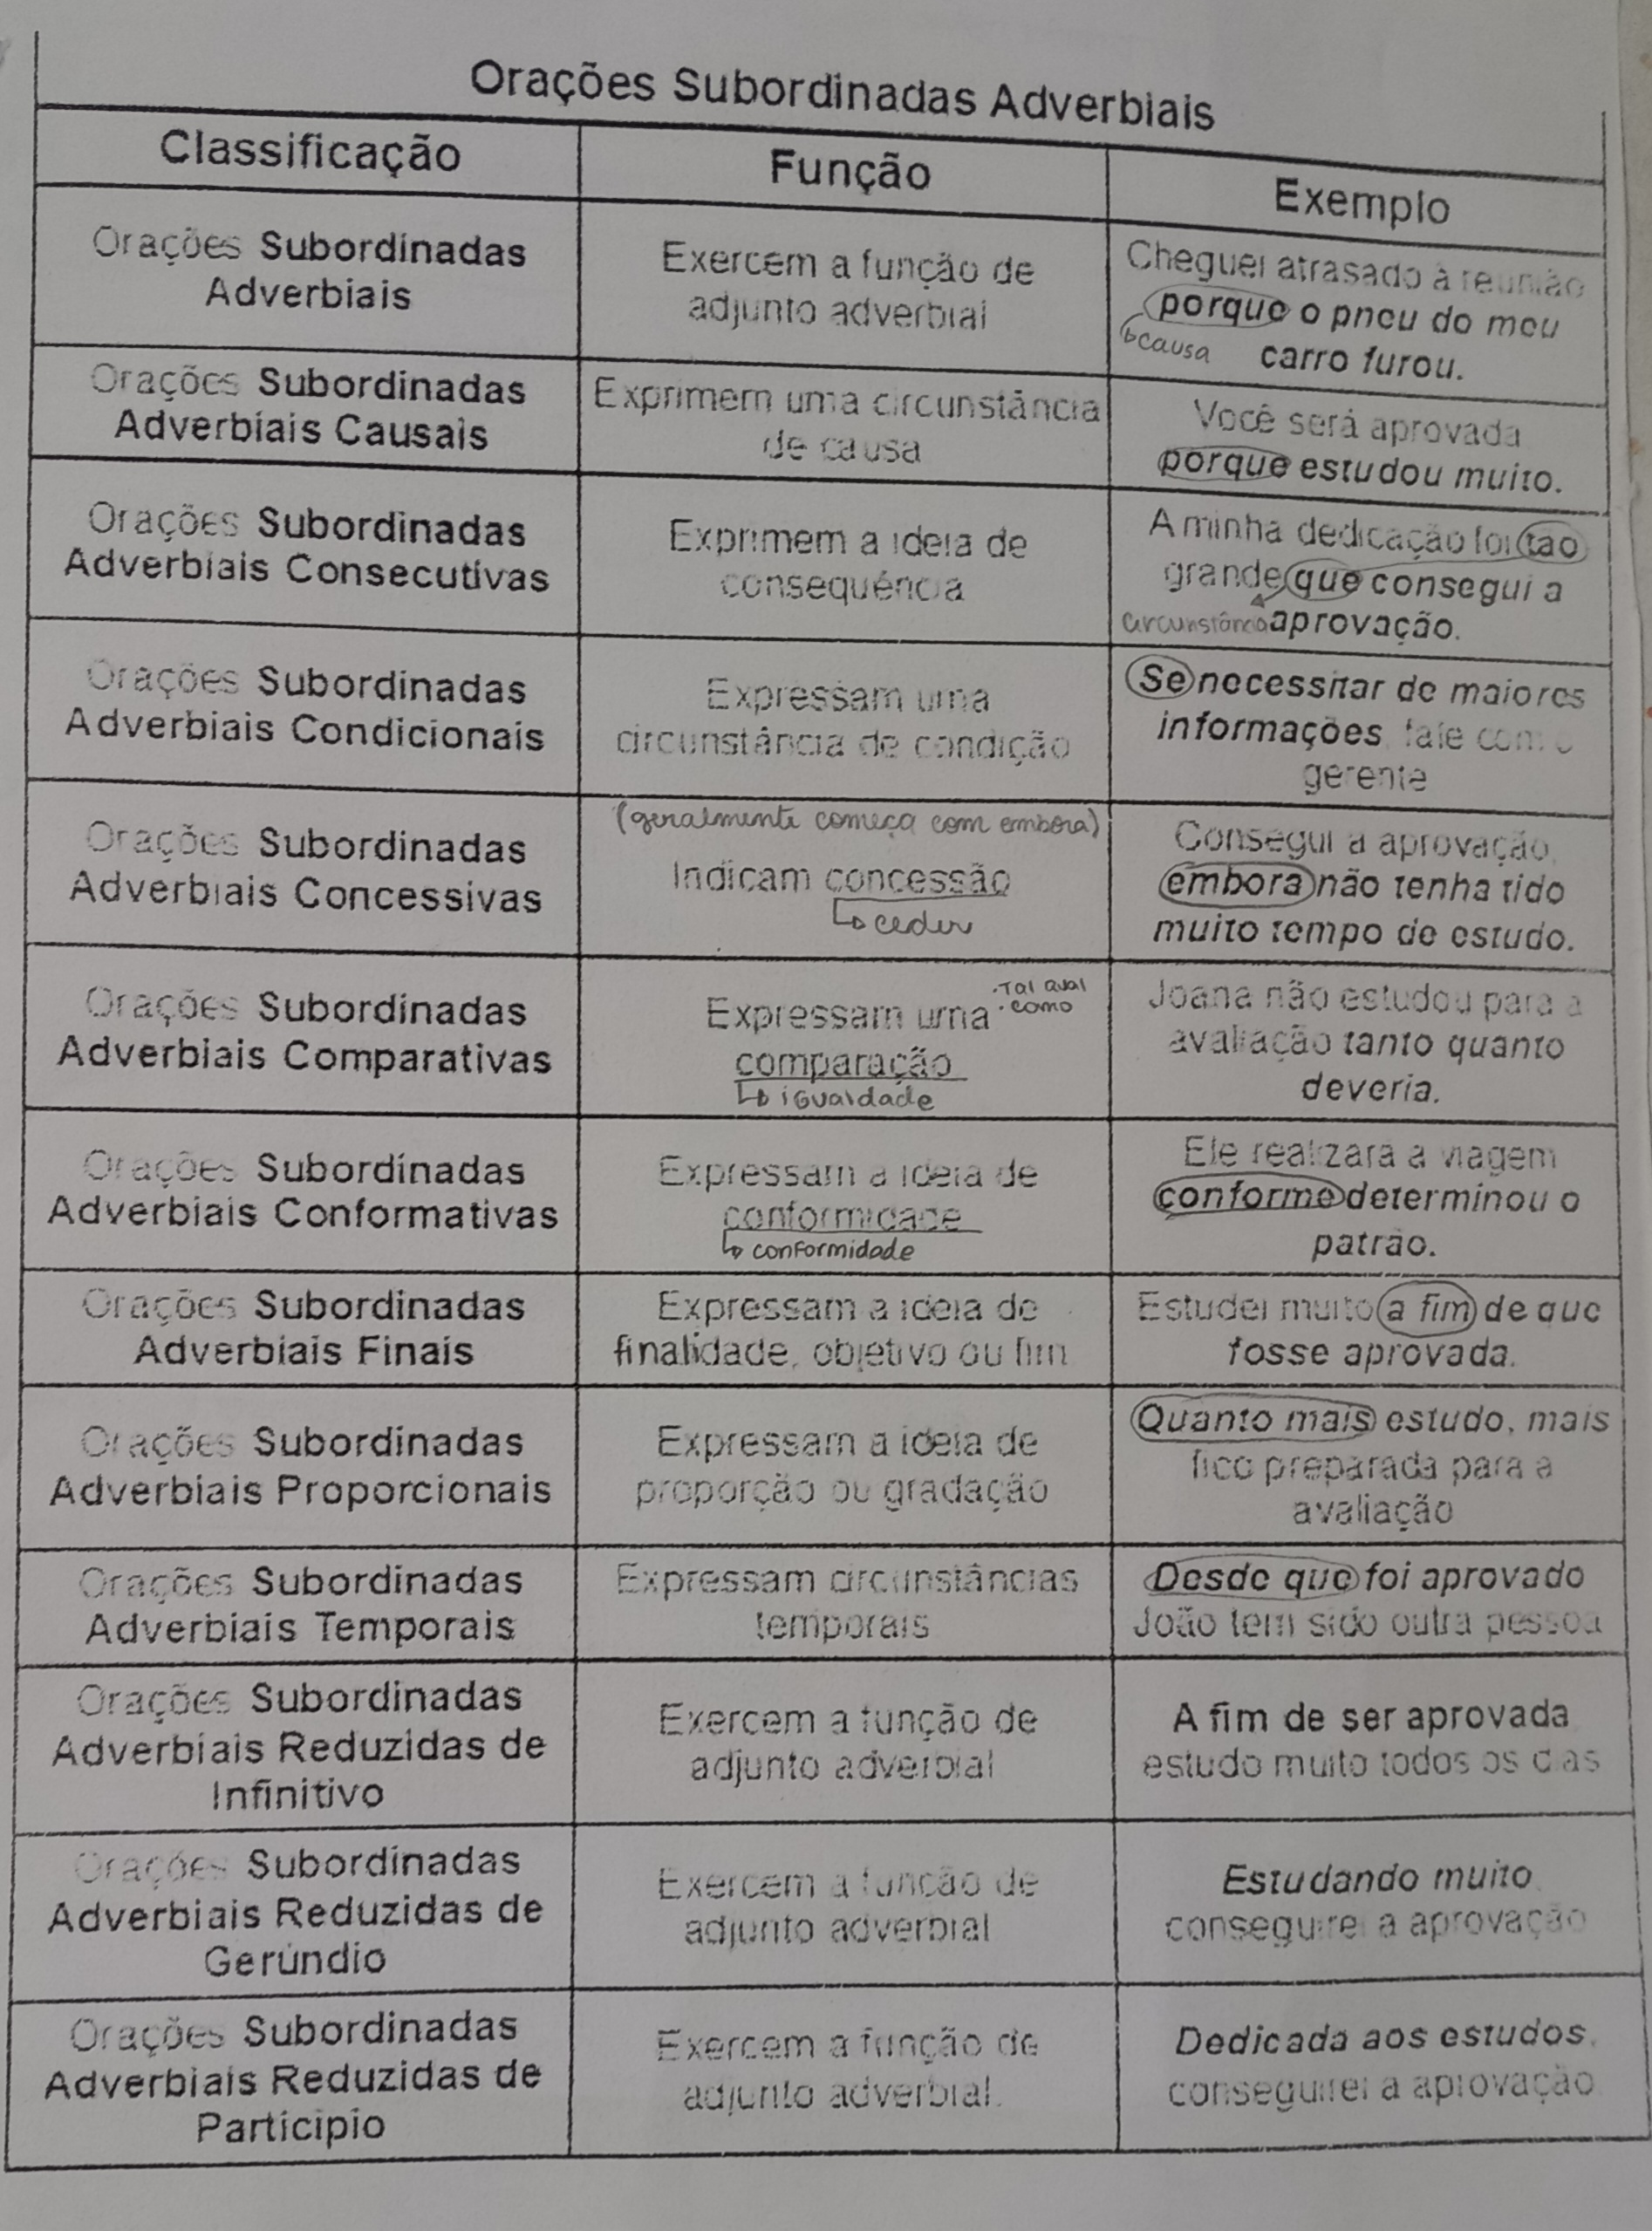 Orações Subordinadas Adverbiais
Classificação
Função
Exemplo
Orações Subordinadas
Adverbiais
Exercem a função de
adjunto adverbial
Cheguei atrasado à reunião
porque o pneu do meu
causa carro furou.
Orações Subordinadas
Adverbiais Causais
Exprimem uma circunstância
de causa
Você será aprovada
porque estudou muito.
Orações Subordinadas
Adverbiais Consecutivas
Exprimem a ideia de
consequência
A minha dedicação foi tão
grande que consegui a
circunstância aprovação.
Orações Subordinadas
Adverbiais Condicionais
Expressam uma
circunstância de condição
Se necessitar de maiores
informações, fale com o
gerente
Orações Subordinadas
Adverbiais Concessivas
(geralmente começa com embora)
Indicam concessão
ceder
Consegui a aprovação,
embora não tenha tido
muito tempo de estudo.
Orações Subordinadas
Adverbiais Comparativas
·Tal qual
Expressam uma ·como
comparação
igualdade
Joana não estudou para a
avaliação tanto quanto
deveria.
Orações Subordinadas
Adverbiais Conformativas
Expressam a ideia de
conformidade
conformidade
Ele realizará a viagem
conforme determinou o
patrão.
Orações Subordinadas
Adverbiais Finais
Expressam a ideia de
finalidade, objetivo ou fim
Estudei muito a fim de que
fosse aprovada.
Orações Subordinadas
Adverbiais Proporcionais
Expressam a ideia de
proporção ou gradação
Quanto mais estudo, mais
fico preparada para a
avaliação
Orações Subordinadas
Adverbiais Temporais
Expressam circunstâncias
temporais
Desde que foi aprovado
João tem sido outra pessoa
Orações Subordinadas
Adverbiais Reduzidas de
Infinitivo
Exercem a função de
adjunto adverbial
A fim de ser aprovada
estudo muito todos os dias
Orações Subordinadas
Adverbiais Reduzidas de
Gerúndio
Exercem a função de
adjunto adverbial
Estudando muito,
conseguirei a aprovação
Orações Subordinadas
Adverbiais Reduzidas de
Particípio
Exercem a função de
adjunto adverbial.
Dedicada aos estudos,
conseguirei a aprovação